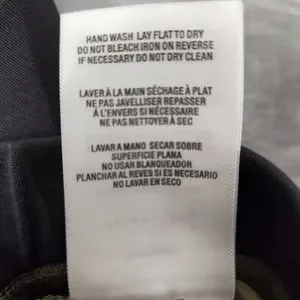 HAND WASH LAY FLAT TO DRY
DO NOT BLEACH IRON ON REVERSE
IF NECESSARY DO NOT DRY CLEAN
LAVER À LA MAIN SÉCHAGE À PLAT
NE PAS JAVELLISER REPASSER
À L'ENVERS SI NÉCESSAIRE
NE PAS NETTOYER À SEC
LAVAR A MANO SECAR SOBRE
SUPERFICIE PLANA
NO USAR BLANQUEADOR
PLANCHAR AL REVES SI ES NECESARIO
NO LAVAR EN SECO